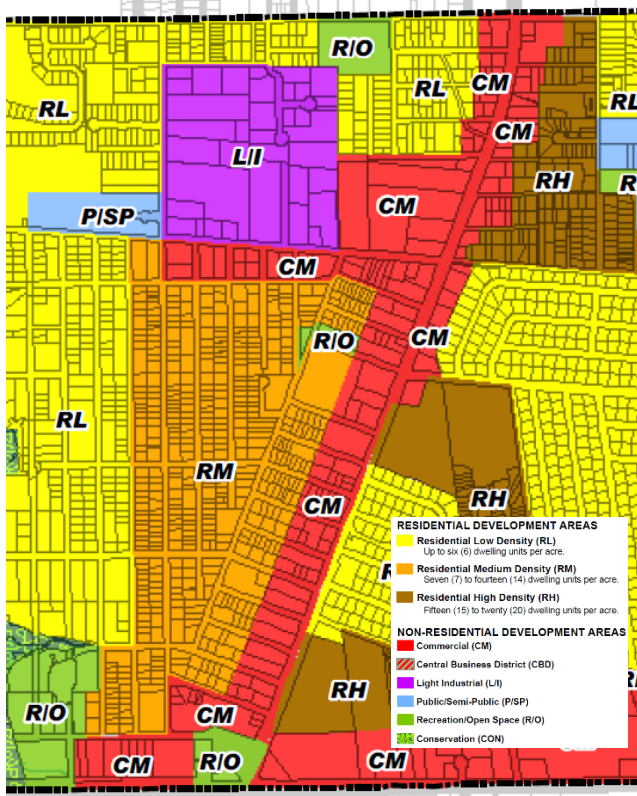 R/O
RL
RL
CM
RL
CM
L/I
RH
R
CM
P/SP
CM
CM
R/O
RL
RM
RH
CM
RESIDENTIAL DEVELOPMENT AREAS
Residential Low Density (RL)
Up to six (6) dwelling units per acre.
Residential Medium Density (RM)
Seven (7) to fourteen (14) dwelling units per acre.
Residential High Density (RH)
Fifteen (15) to twenty (20) dwelling units per acre.
NON-RESIDENTIAL DEVELOPMENT AREAS
Commercial (CM)
Central Business District (CBD)
Light Industrial (L/I)
Public/Semi-Public (P/SP)
Recreation/Open Space (R/O)
Conservation (CON)
RH
R/O
CM
CM
R/O
CM